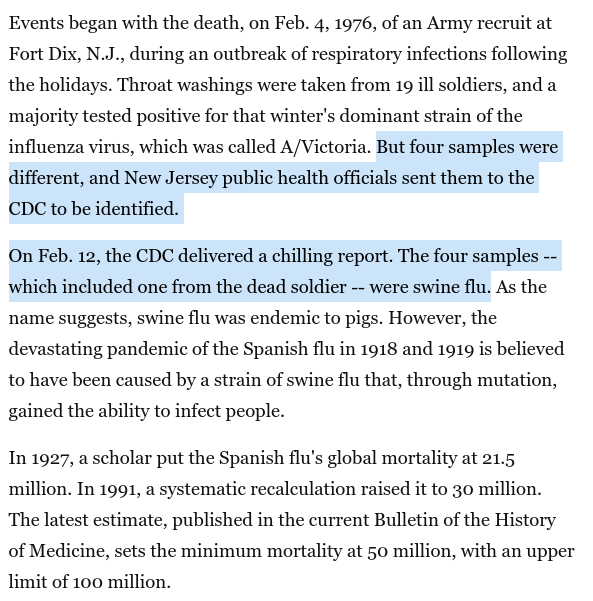 Events began with the death, on Feb. 4, 1976, of an Army recruit at
Fort Dix, N.J., during an outbreak of respiratory infections following
the holidays. Throat washings were taken from 19 ill soldiers, and a
majority tested positive for that winter's dominant strain of the
influenza virus, which was called A/Victoria. But four samples were
different, and New Jersey public health officials sent them to the
CDC to be identified.
On Feb. 12, the CDC delivered a chilling report. The four samples --
which included one from the dead soldier -- were swine flu. As the
name suggests, swine flu was endemic to pigs. However, the
devastating pandemic of the Spanish flu in 1918 and 1919 is believed
to have been caused by a strain of swine flu that, through mutation,
gained the ability to infect people.
In 1927, a scholar put the Spanish flu's global mortality at 21.5
million. In 1991, a systematic recalculation raised it to 30 million.
The latest estimate, published in the current Bulletin of the History
of Medicine, sets the minimum mortality at 50 million, with an upper
limit of 100 million.